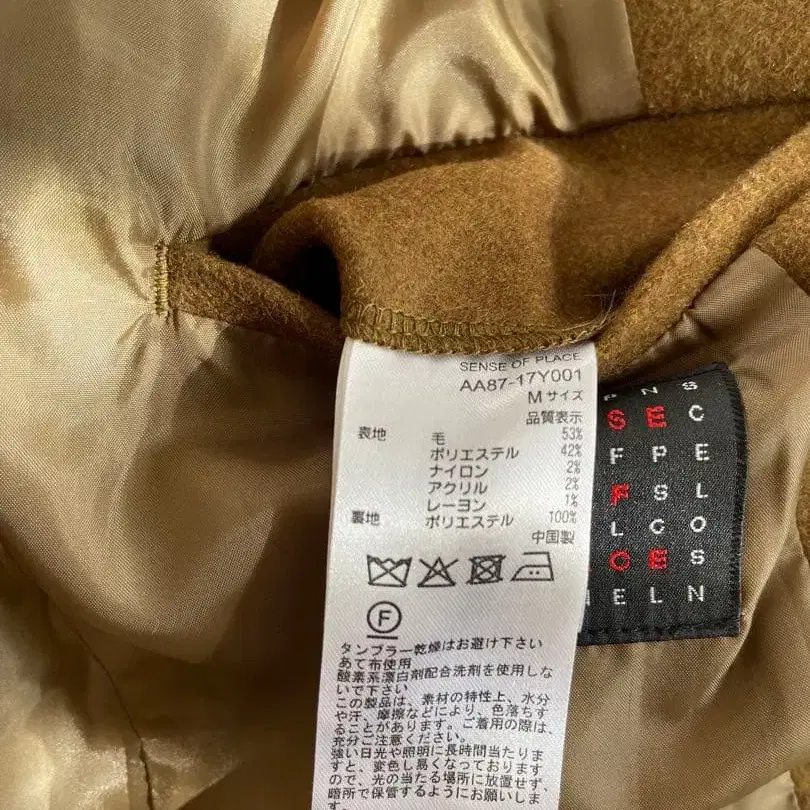 SENSE OF PLACE
AA87-17Y001
Mサイズ
品質表示
表地 毛 53%
ポリエステル 42%
ナイロン 2%
アクリル 2%
レーヨン 1%
裏地 ポリエステル 100%
中国製
F
タンブラー乾燥はお避け下さい
あて布使用
酸素系漂白剤配合洗剤を使用しな
いで下さい
この製品は、素材の特性上、水分
や汗、摩擦などにより、色落ちす
ることがあります。ご着用の際は、
充分ご注意ください。
強い日光や照明に長時間当たりま
すと、変色し易くなっております
ので、光の当たる場所に放置せず、
暗所で保管するようにお願いしま
す。
P N S
S E C
F P E
F S L
L C O
C E S
E L N